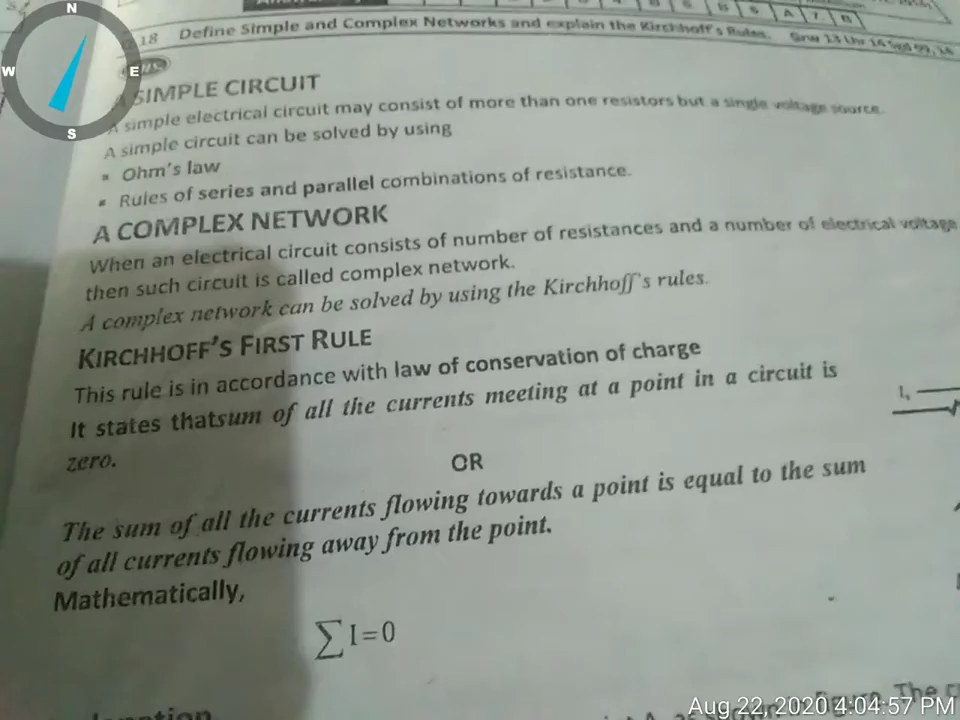 N
W E
S
18 Define Simple and Complex Networks and explain the Kirchhoff's Rules. Grw 13 Lhr 14
A SIMPLE CIRCUIT
A simple electrical circuit may consist of more than one resistors but a single voltage source.
A simple circuit can be solved by using
▪ Ohm's law
▪ Rules of series and parallel combinations of resistance.
A COMPLEX NETWORK
When an electrical circuit consists of number of resistances and a number of electrical voltage
then such circuit is called complex network.
A complex network can be solved by using the Kirchhoff's rules.
KIRCHHOFF'S FIRST RULE
This rule is in accordance with law of conservation of charge
It states thatsum of all the currents meeting at a point in a circuit is
zero.
OR
The sum of all the currents flowing towards a point is equal to the sum
of all currents flowing away from the point.
Mathematically,
∑I=0
figure. The
Aug 22, 2020 4:04:57 PM